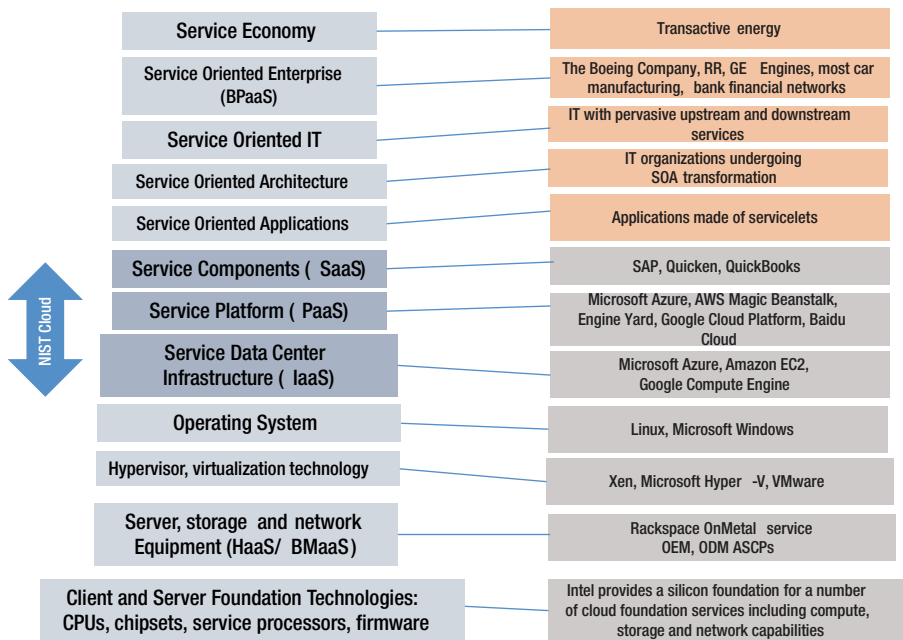 Service Economy
Transactive energy
Service Oriented Enterprise
(BPaaS)
The Boeing Company, RR, GE Engines, most car
manufacturing, bank financial networks
Service Oriented IT
IT with pervasive upstream and downstream
services
Service Oriented Architecture
IT organizations undergoing
SOA transformation
Service Oriented Applications
Applications made of servicelets
NIST Cloud
Service Components ( SaaS)
SAP, Quicken, QuickBooks
Service Platform ( PaaS)
Microsoft Azure, AWS Magic Beanstalk,
Engine Yard, Google Cloud Platform, Baidu
Cloud
Service Data Center
Infrastructure ( IaaS)
Microsoft Azure, Amazon EC2,
Google Compute Engine
Operating System
Linux, Microsoft Windows
Hypervisor, virtualization technology
Xen, Microsoft Hyper -V, VMware
Server, storage and network
Equipment (HaaS/ BMaaS)
Rackspace OnMetal service
OEM, ODM ASCPs
Client and Server Foundation Technologies:
CPUs, chipsets, service processors, firmware
Intel provides a silicon foundation for a number
of cloud foundation services including compute,
storage and network capabilities